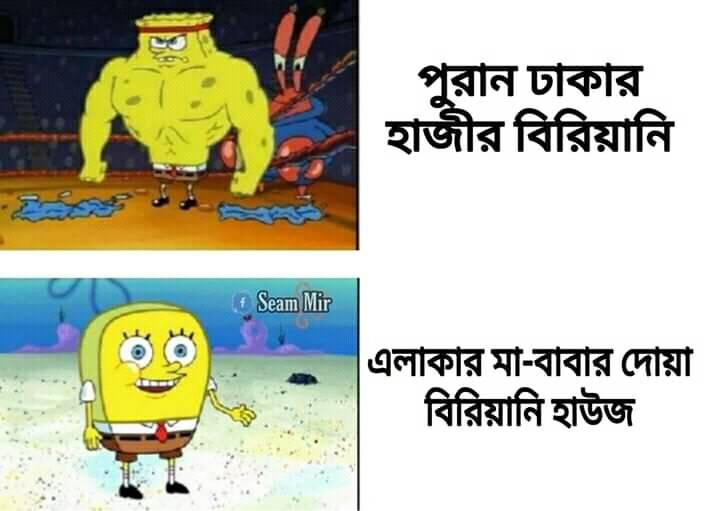 পুরান ঢাকার
হাজীর বিরিয়ানি
Seam Mir
এলাকার মা-বাবার দোয়া
বিরিয়ানি হাউজ